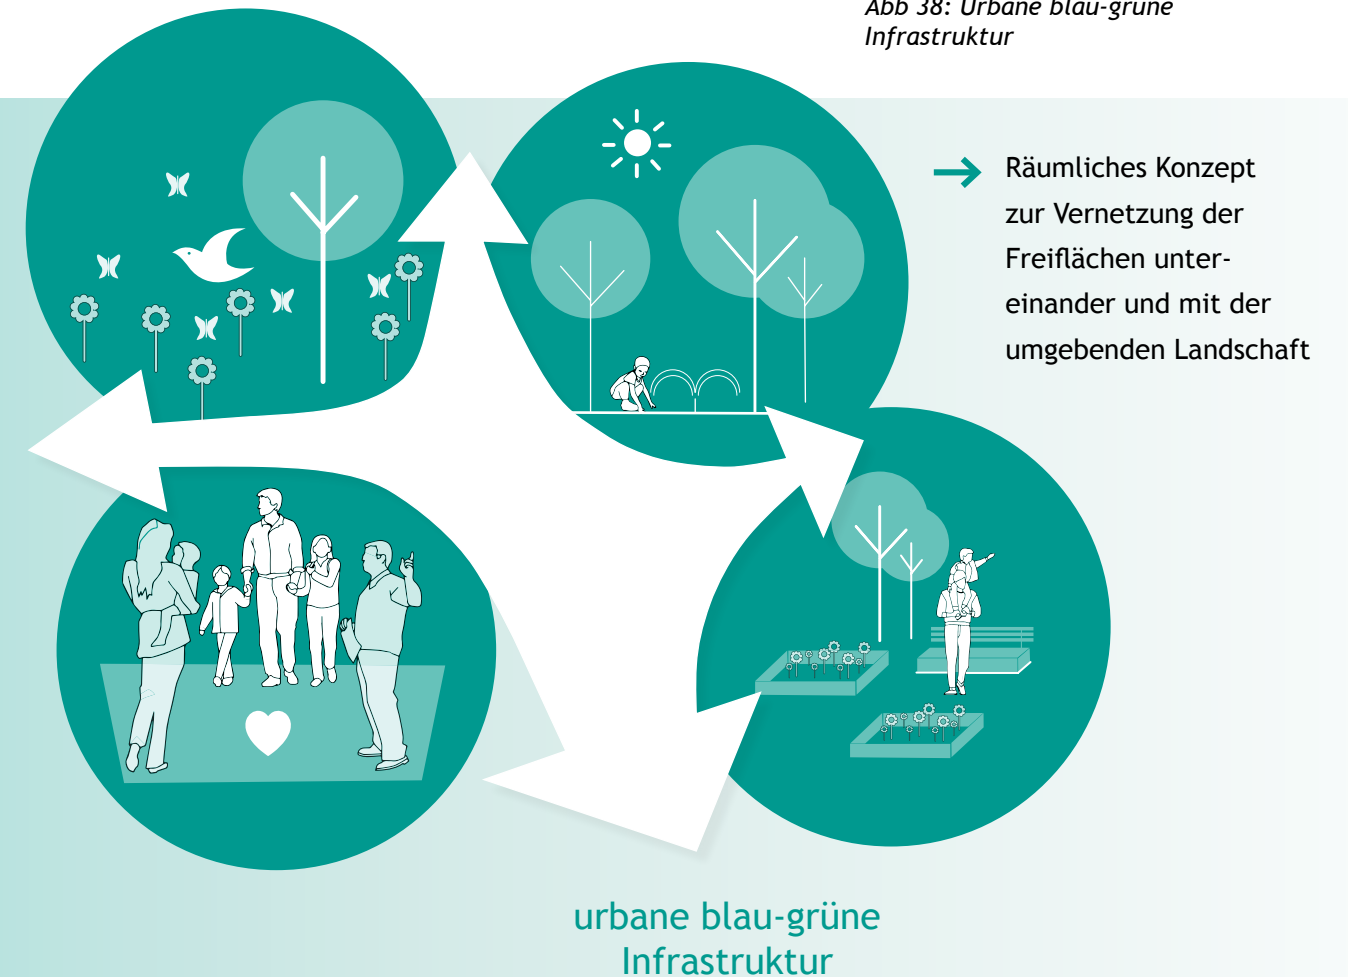 Abb 38: Urbane blau-grüne
Infrastruktur
Räumliches Konzept
zur Vernetzung der
Freiflächen unter-
einander und mit der
umgebenden Landschaft
urbane blau-grüne
Infrastruktur